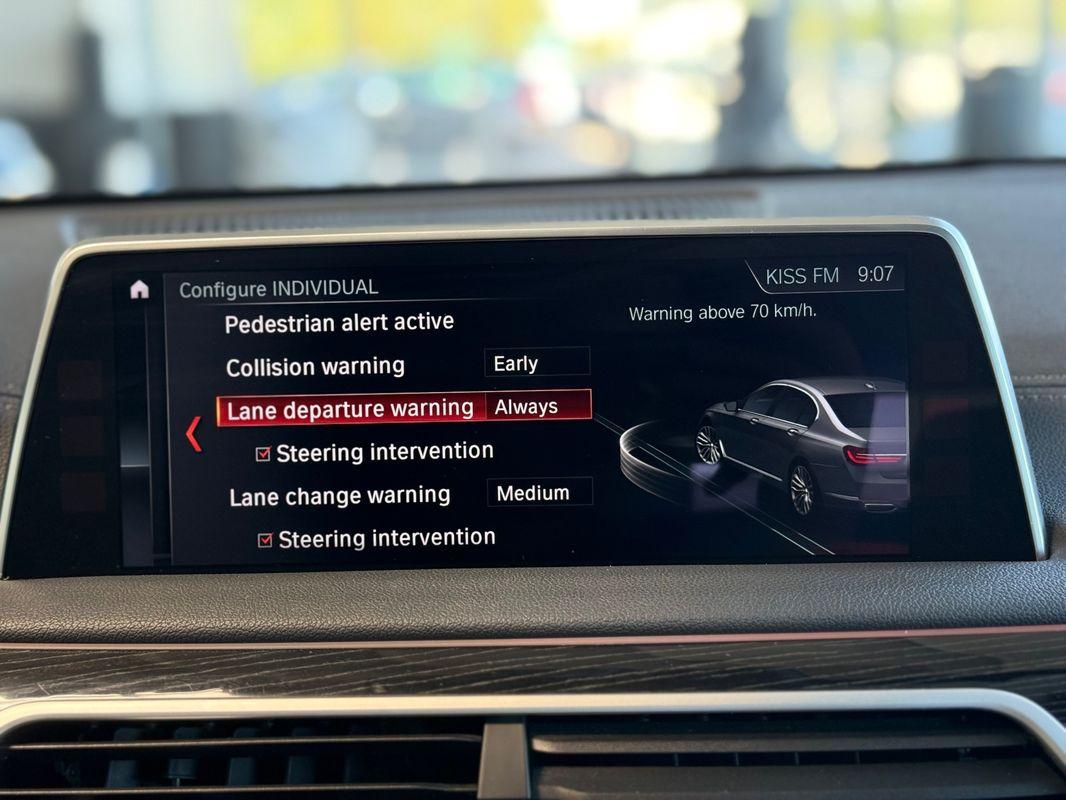 Configure INDIVIDUAL
KISS FM 9:07
Pedestrian alert active
Warning above 70 km/h.
Collision warning Early
Lane departure warning Always
Steering intervention
Lane change warning Medium
Steering intervention